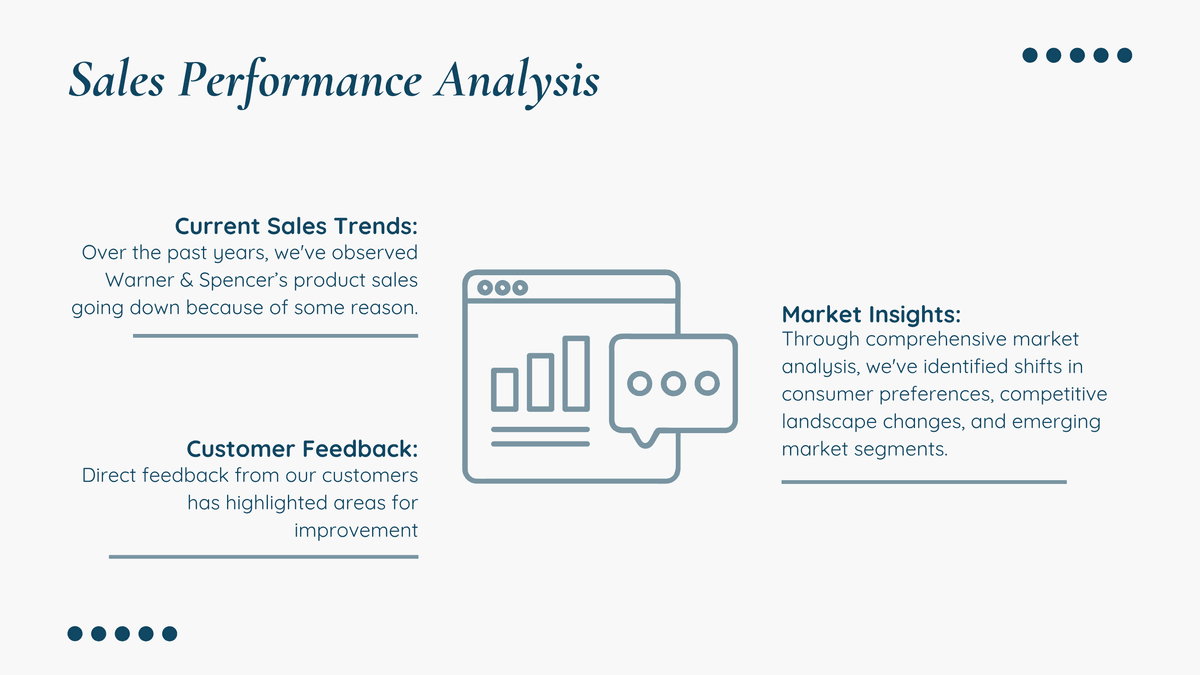 Sales Performance Analysis
Current Sales Trends:
Over the past years, we've observed
Warner & Spencer’s product sales
going down because of some reason.
Customer Feedback:
Direct feedback from our customers
has highlighted areas for
improvement
Market Insights:
Through comprehensive market
analysis, we've identified shifts in
consumer preferences, competitive
landscape changes, and emerging
market segments.